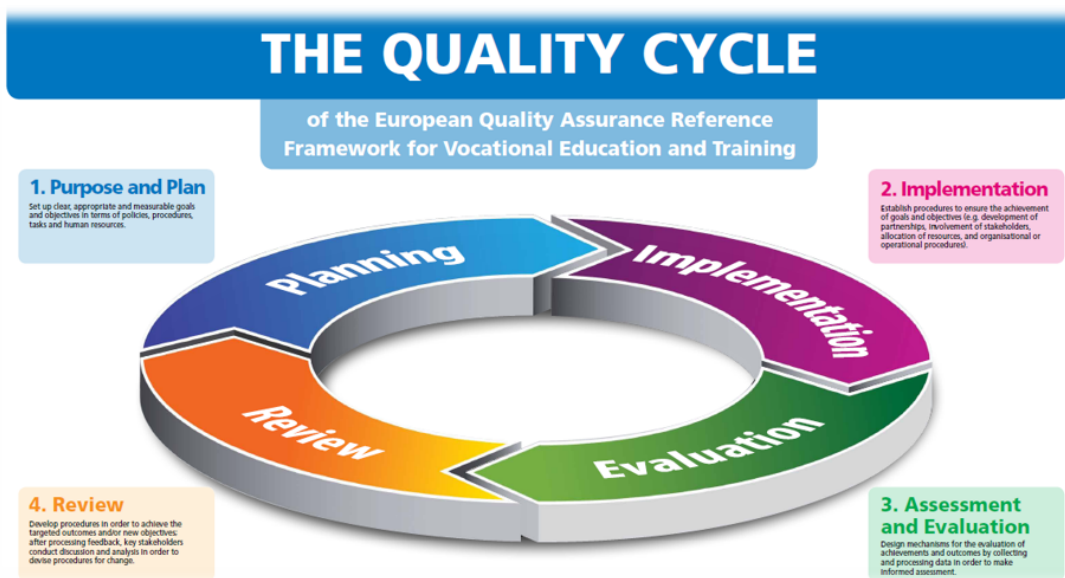 THE QUALITY CYCLE
of the European Quality Assurance Reference
Framework for Vocational Education and Training
1. Purpose and Plan
Set up clear, appropriate and measurable goals
and objectives in terms of policies, procedures,
tasks and human resources.
2. Implementation
Establish procedures to ensure the achievement
of goals and objectives (e.g. development of
partnerships, involvement of stakeholders,
allocation of resources, and organisational or
operational procedures).
Planning
Implementation
Review
Evaluation
4. Review
Develop procedures in order to achieve the
targeted outcomes and/or new objectives:
after processing feedback, key stakeholders
conduct discussion and analysis in order to
devise procedures for change.
3. Assessment
and Evaluation
Design mechanisms for the evaluation of
achievements and outcomes by collecting
and processing data in order to make
informed assessment.